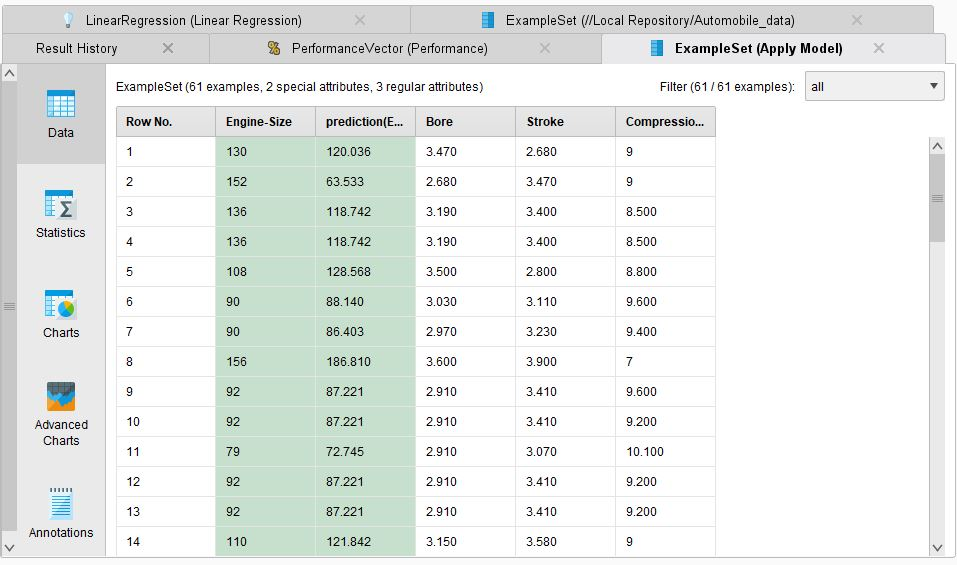 LinearRegression (Linear Regression) ExampleSet (//Local Repository/Automobile_data)
Result History PerformanceVector (Performance) ExampleSet (Apply Model)
Data
Statistics
Charts
Advanced
Charts
Annotations
ExampleSet (61 examples, 2 special attributes, 3 regular attributes) Filter (61 / 61 examples): all
Row No. Engine-Size prediction(E... Bore Stroke Compressio...
1 130 120.036 3.470 2.680 9
2 152 63.533 2.680 3.470 9
3 136 118.742 3.190 3.400 8.500
4 136 118.742 3.190 3.400 8.500
5 108 128.568 3.500 2.800 8.800
6 90 88.140 3.030 3.110 9.600
7 90 86.403 2.970 3.230 9.400
8 156 186.810 3.600 3.900 7
9 92 87.221 2.910 3.410 9.600
10 92 87.221 2.910 3.410 9.200
11 79 72.745 2.910 3.070 10.100
12 92 87.221 2.910 3.410 9.200
13 92 87.221 2.910 3.410 9.200
14 110 121.842 3.150 3.580 9